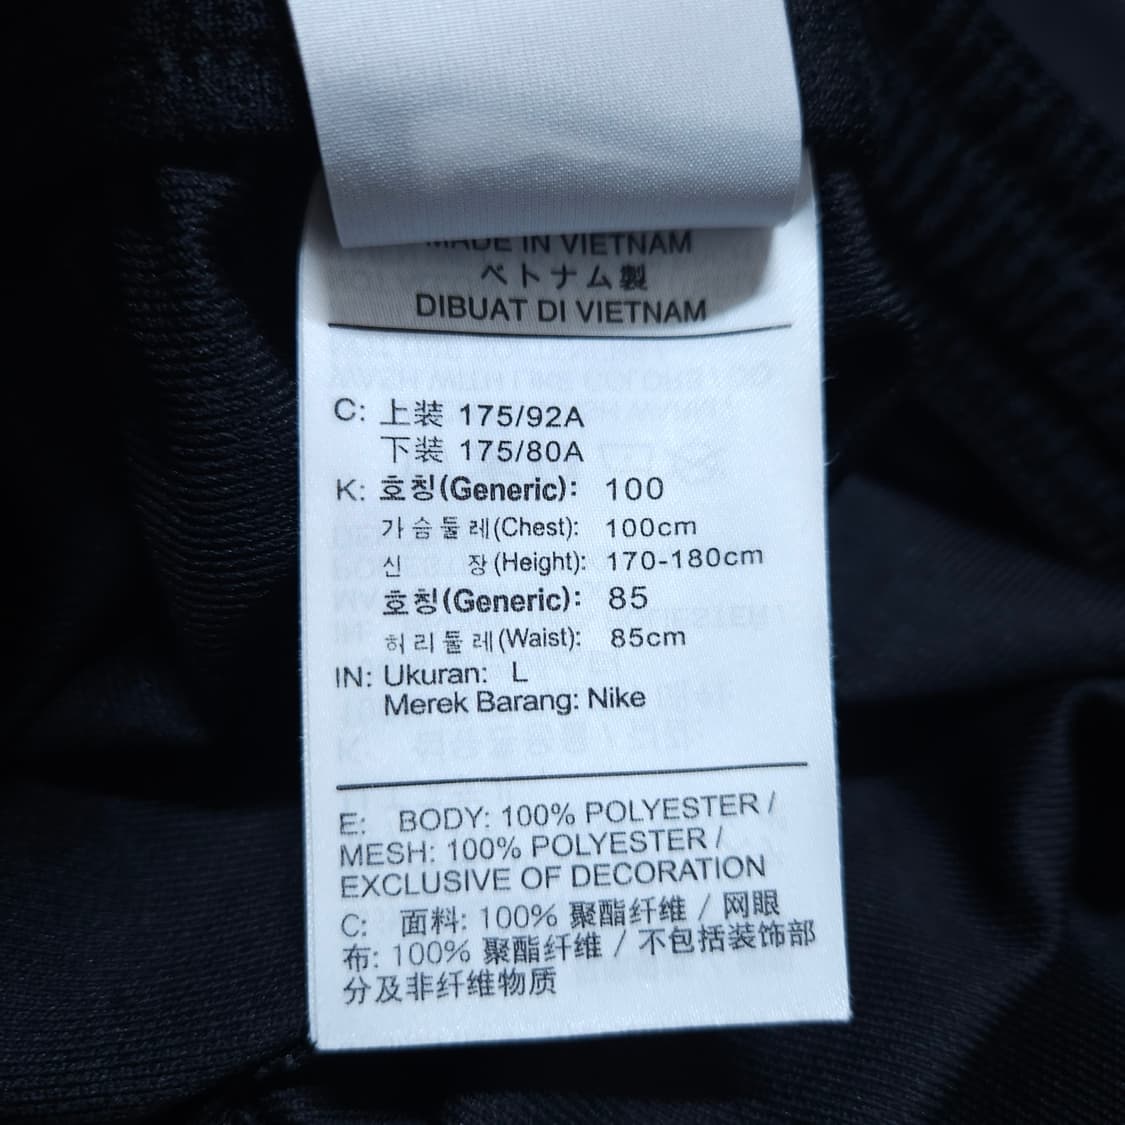 MADE IN VIETNAM
ベトナム製
DIBUAT DI VIETNAM
C: 上装 175/92A
下装 175/80A
K: 호칭(Generic): 100
가슴둘레(Chest): 100cm
신 장(Height): 170-180cm
호칭(Generic): 85
허리둘레(Waist): 85cm
IN: Ukuran: L
Merek Barang: Nike
E: BODY: 100% POLYESTER /
MESH: 100% POLYESTER /
EXCLUSIVE OF DECORATION
C: 面料: 100% 聚酯纤维 / 网眼
布: 100% 聚酯纤维 / 不包括装饰部
分及非纤维物质